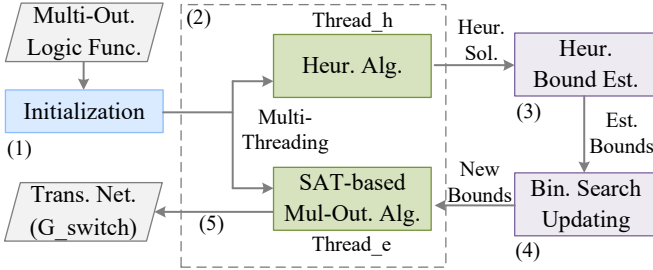 Multi-Out.
Logic Func.
Initialization
(1)
(2)
Thread_h
Heur. Alg.
Multi-
Threading
SAT-based
Mul-Out. Alg.
Thread_e
Heur.
Sol.
Heur.
Bound Est.
(3)
Est.
Bounds
Bin. Search
Updating
(4)
New
Bounds
(5)
Trans. Net.
(G_switch)